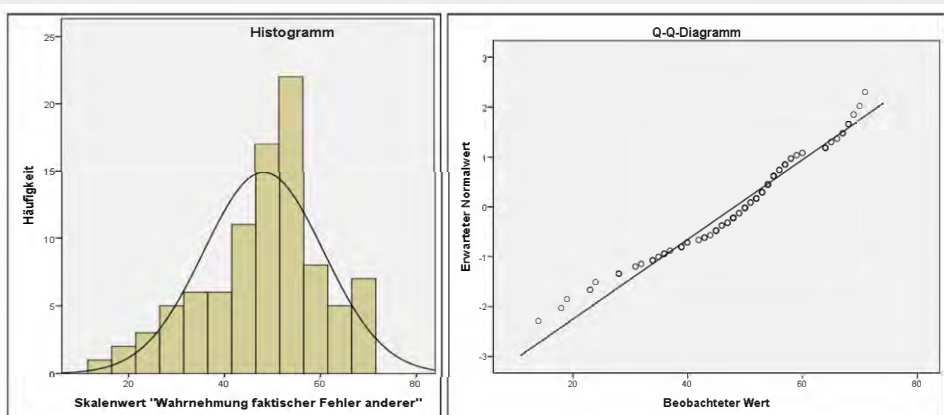 Histogramm
25
20
15
10
5
0
Häufigkeit
20 40 60 80
Skalenwert "Wahrnehmung faktischer Fehler anderer"
Q-Q-Diagramm
3
2
1
0
-1
-2
-3
Erwarteter Normalwert
20 40 60 80
Beobachteter Wert